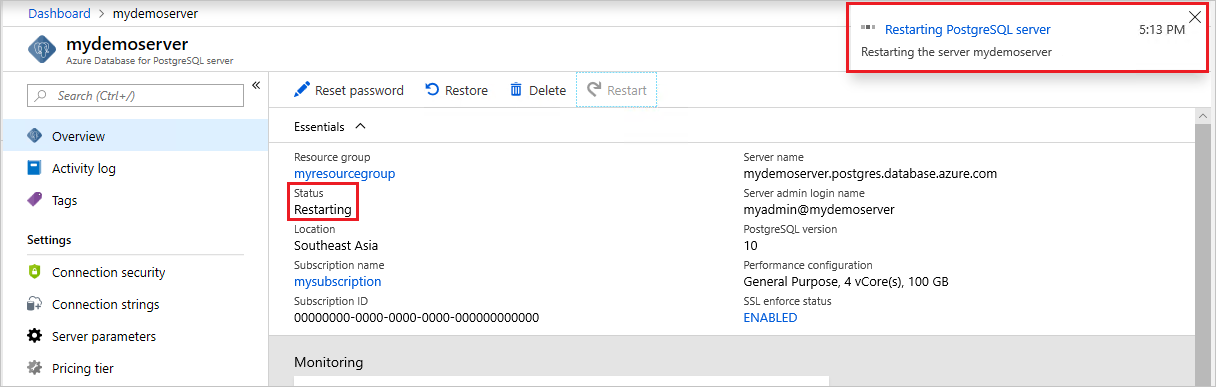 Dashboard > mydemoserver
mydemoserver
Azure Database for PostgreSQL server
Restarting PostgreSQL server 5:13 PM
Restarting the server mydemoserver
Search (Ctrl+/)
«
Overview
Activity log
Tags
Settings
Connection security
Connection strings
Server parameters
Pricing tier
Reset password Restore Delete Restart
Essentials
Resource group
myresourcegroup
Status
Restarting
Location
Southeast Asia
Subscription name
mysubscription
Subscription ID
00000000-0000-0000-0000-000000000000
Server name
mydemoserver.postgres.database.azure.com
Server admin login name
myadmin@mydemoserver
PostgreSQL version
10
Performance configuration
General Purpose, 4 vCore(s), 100 GB
SSL enforce status
ENABLED
Monitoring